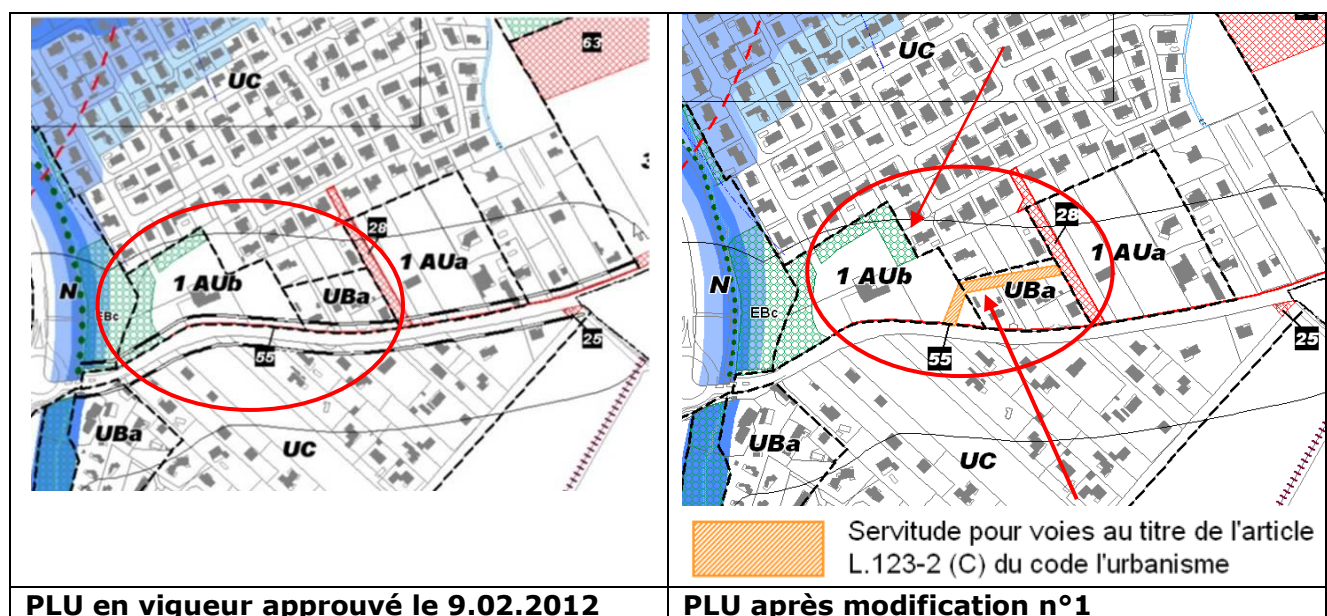 63
UC
28
1 AUa
1 AUb
UBa
N
EBc
55
25
UBa
UC
UC
28
1 AUa
1 AUb
UBa
N
EBc
55
25
UBa
UC
Servitude pour voies au titre de l'article
L.123-2 (C) du code l'urbanisme
PLU en vigueur approuvé le 9.02.2012
PLU après modification n°1